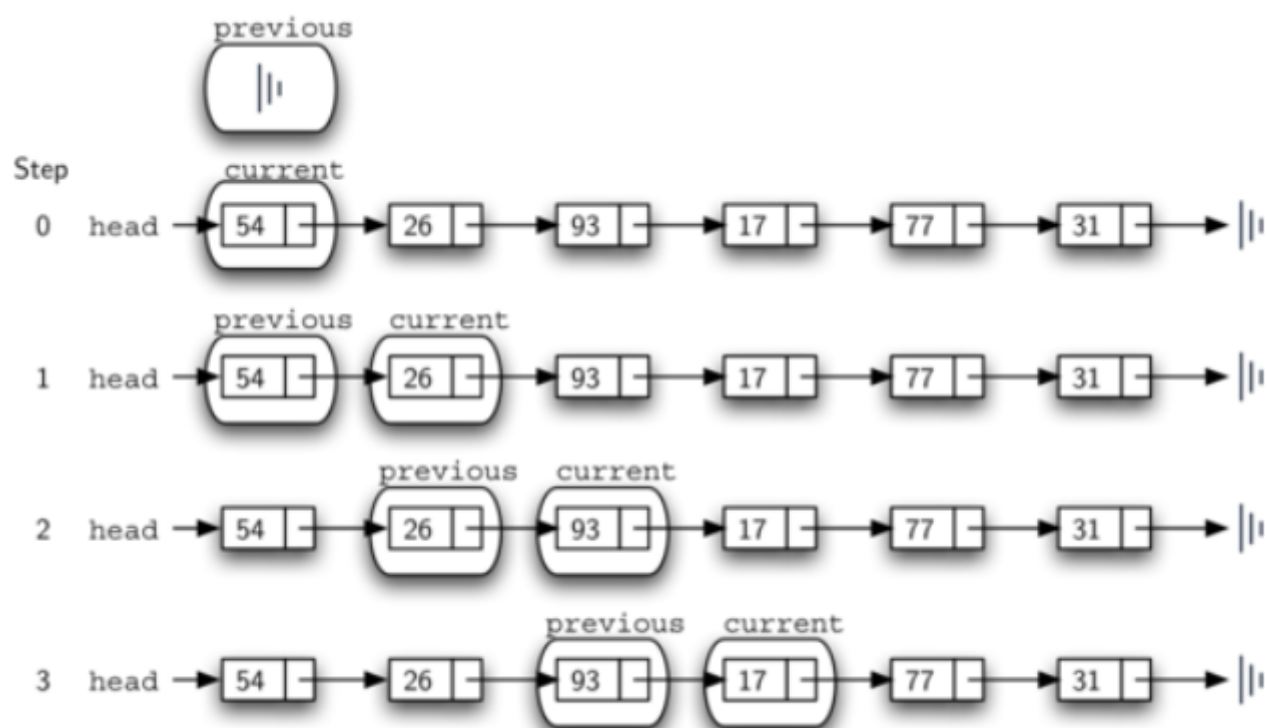 previous
Step current
0 head 54 26 93 17 77 31
previous current
1 head 54 26 93 17 77 31
previous current
2 head 54 26 93 17 77 31
previous current
3 head 54 26 93 17 77 31